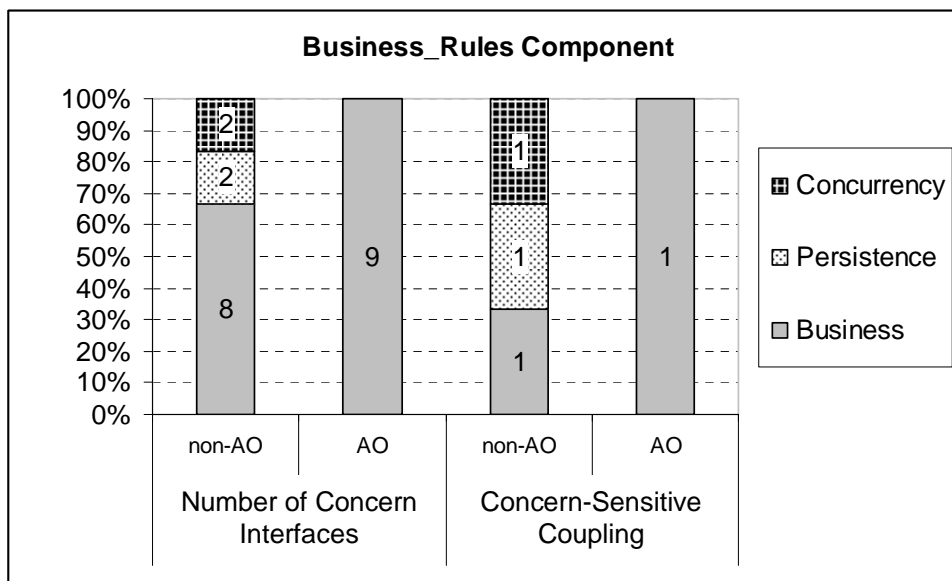 Business_Rules Component
100%
90%
80%
70%
60%
50%
40%
30%
20%
10%
0%
2
2
8
9
1
1
1
1
non-AO AO non-AO AO
Number of Concern Interfaces
Concern-Sensitive Coupling
Concurrency
Persistence
Business